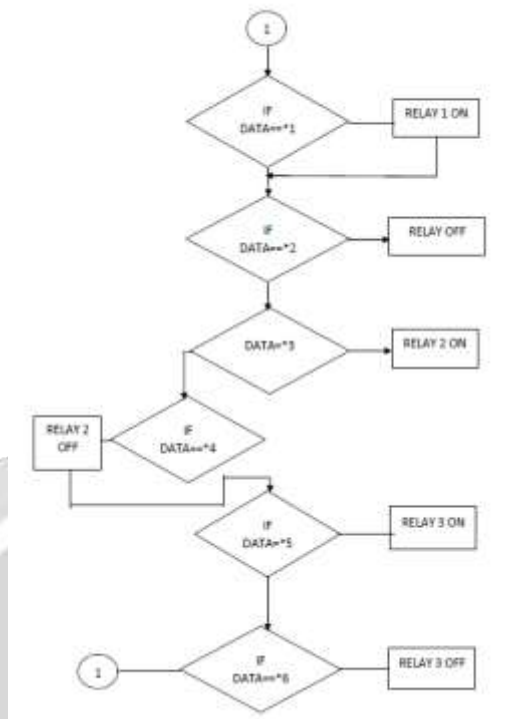 1
IF
DATA==*1
RELAY 1 ON
IF
DATA==*2
RELAY OFF
DATA=*3
RELAY 2 ON
RELAY 2
OFF
IF
DATA==*4
IF
DATA=*5
RELAY 3 ON
1
IF
DATA==*6
RELAY 3 OFF